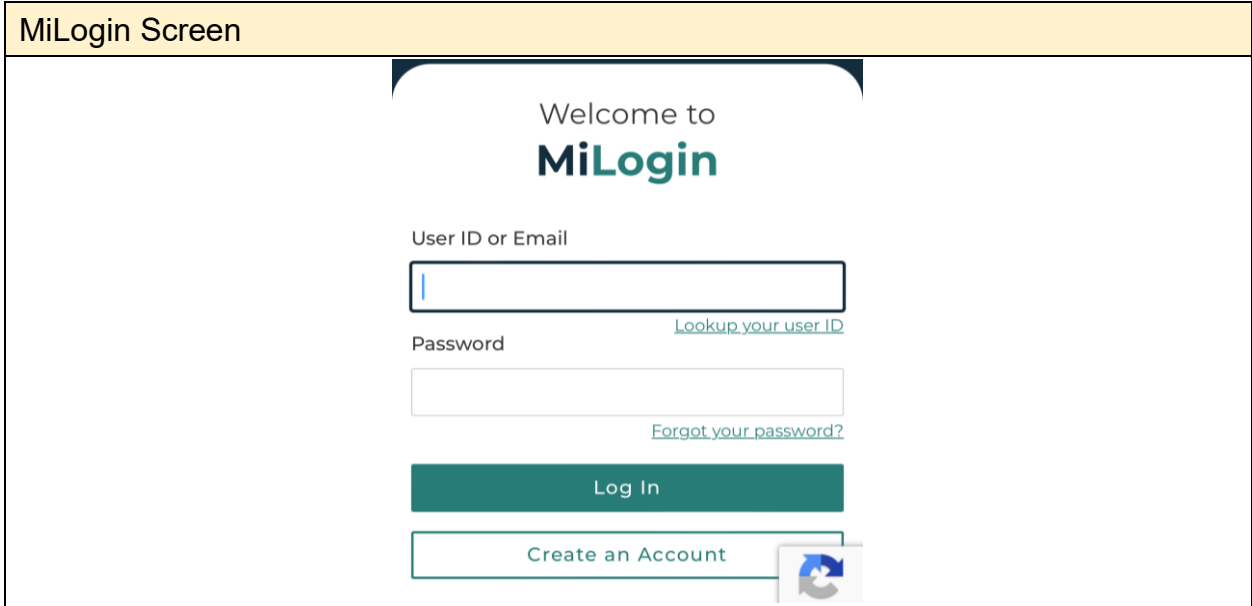 MiLogin Screen
Welcome to
MiLogin
User ID or Email
Lookup your user ID
Password
Forgot your password?
Log In
Create an Account